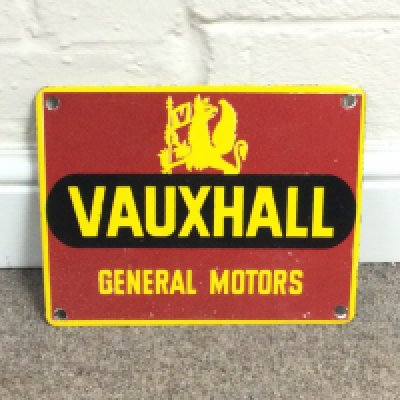 V
VAUXHALL
GENERAL MOTORS